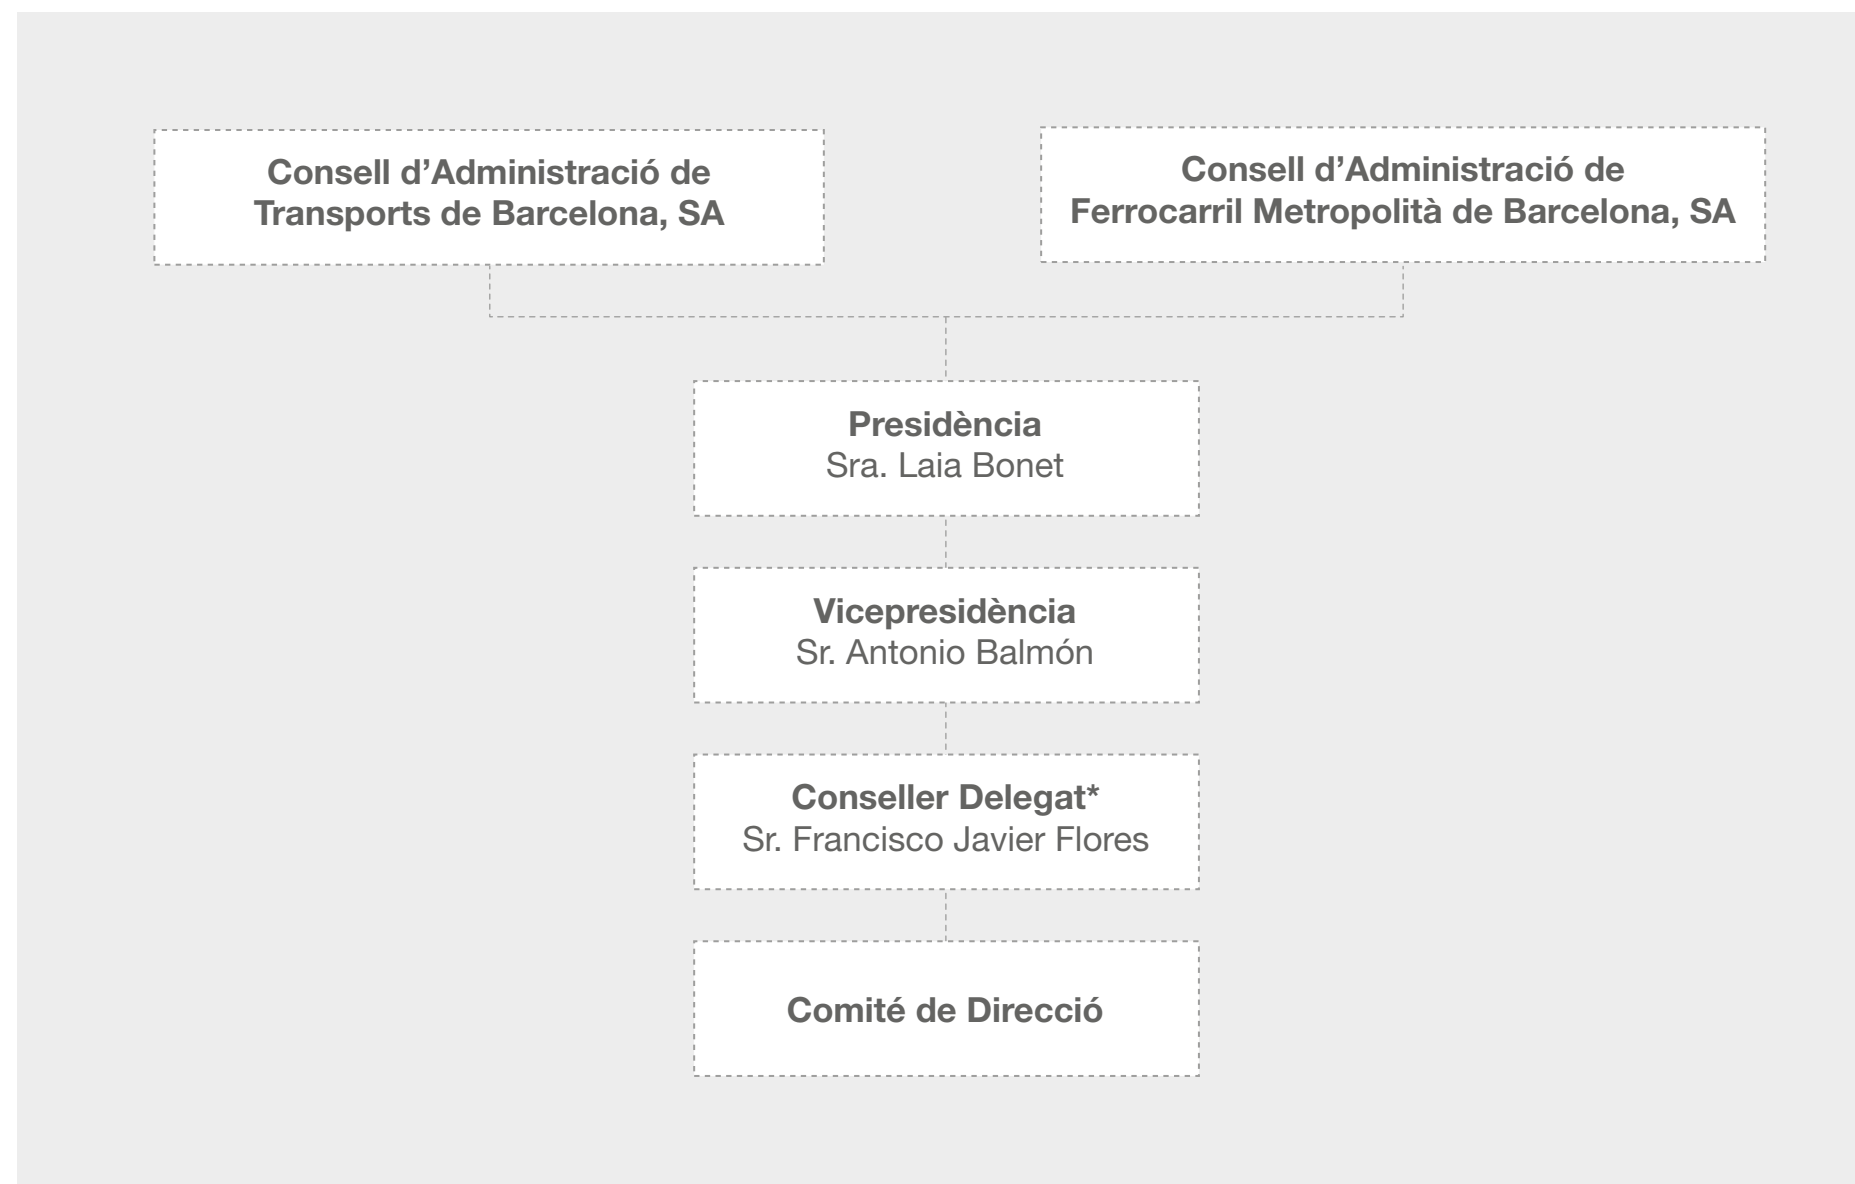 Consell d’Administració de
Transports de Barcelona, SA
Consell d’Administració de
Ferrocarril Metropolità de Barcelona, SA
Presidència
Sra. Laia Bonet
Vicepresidència
Sr. Antonio Balmón
Conseller Delegat*
Sr. Francisco Javier Flores
Comité de Direcció